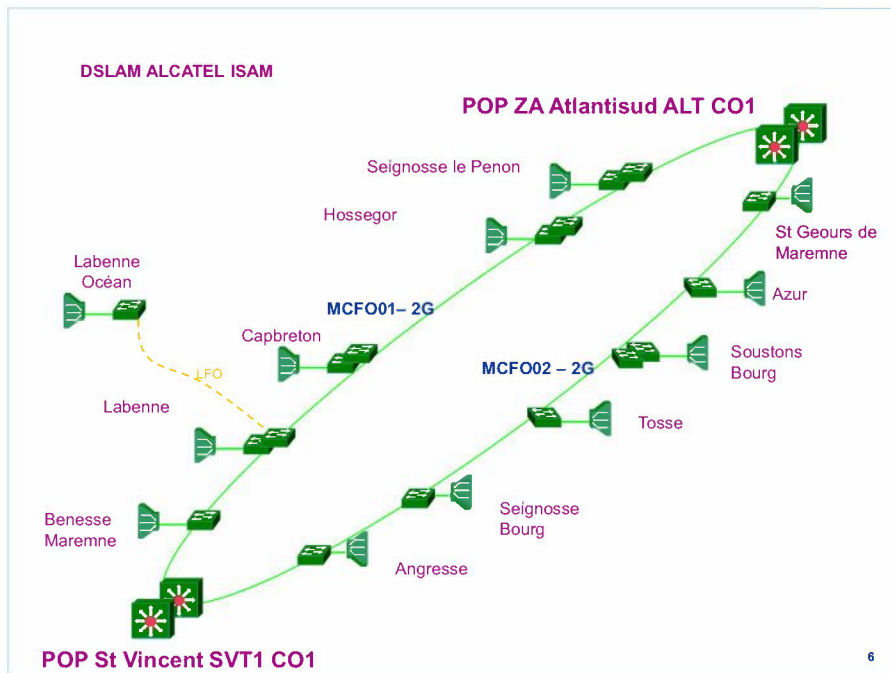 DSLAM ALCATEL ISAM
POP ZA Atlantisud ALT CO1
Seignosse le Penon
Hossegor
St Geours de
Maremne
Labenne
Océan
Azur
MCFO01– 2G
Capbreton
MCFO02 – 2G
Soustons
Bourg
LFO
Labenne
Tosse
Benesse
Maremne
Seignosse
Bourg
Angresse
POP St Vincent SVT1 CO1
6